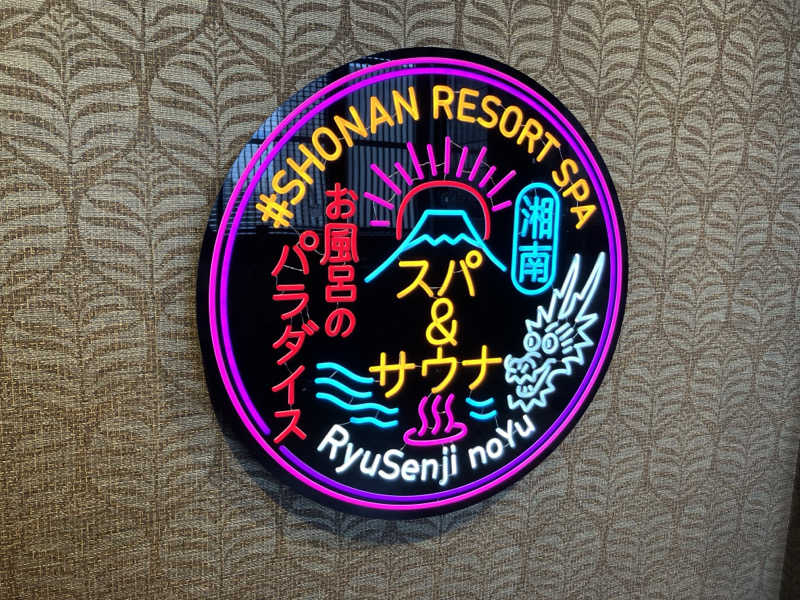 #SHONAN RESORT SPA
湘南
お風呂の
パラダイス
スパ
&
サウナ
RyuSenji noYu